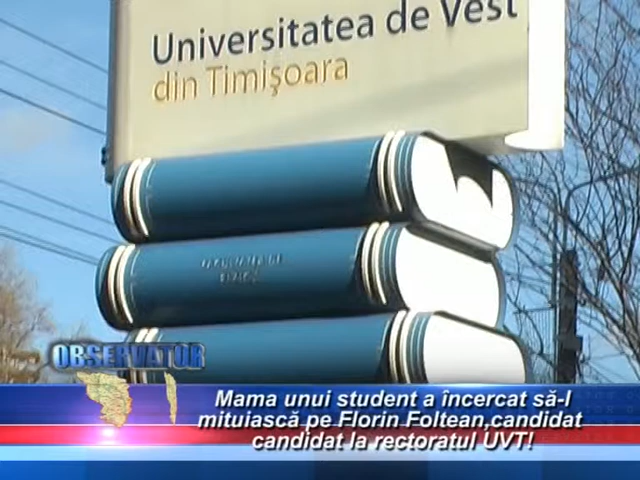 Universitatea de Vest
din Timişoara
OBSERVATOR
Mama unui student a încercat să-l
mituiască pe Florin Foltean,candidat
candidat la rectoratul UVT!